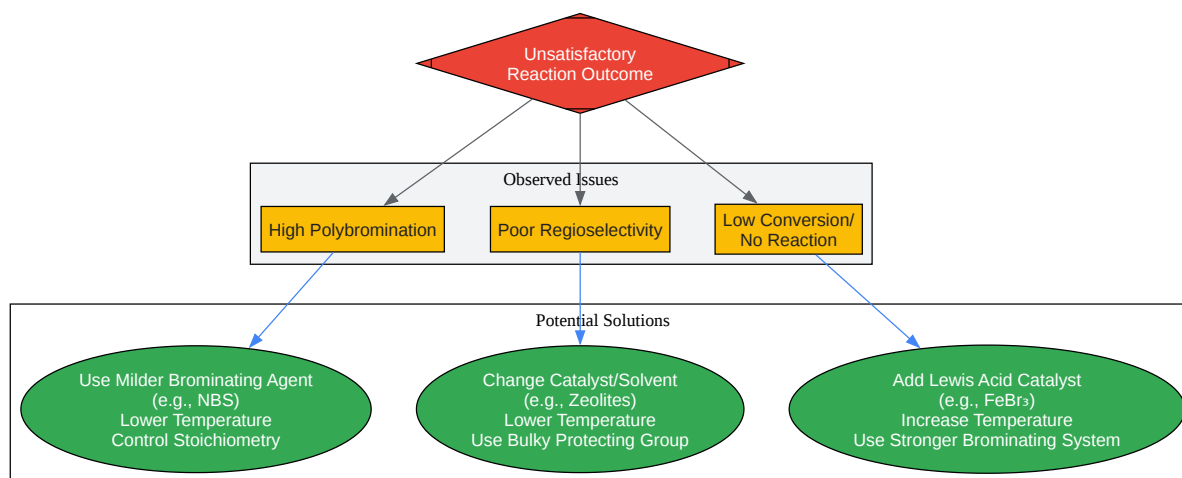 Unsatisfactory
Reaction Outcome
Observed Issues
High Polybromination
Poor Regioselectivity
Low Conversion/
No Reaction
Potential Solutions
Use Milder Brominating Agent
(e.g., NBS)
Lower Temperature
Control Stoichiometry
Change Catalyst/Solvent
(e.g., Zeolites)
Lower Temperature
Use Bulky Protecting Group
Add Lewis Acid Catalyst
(e.g., FeBr₃)
Increase Temperature
Use Stronger Brominating System